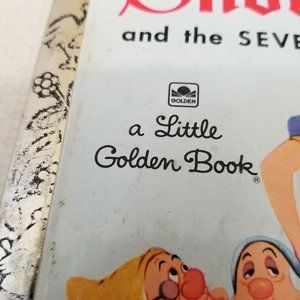 and the SEVE
GOLDEN
a Little
Golden Book®